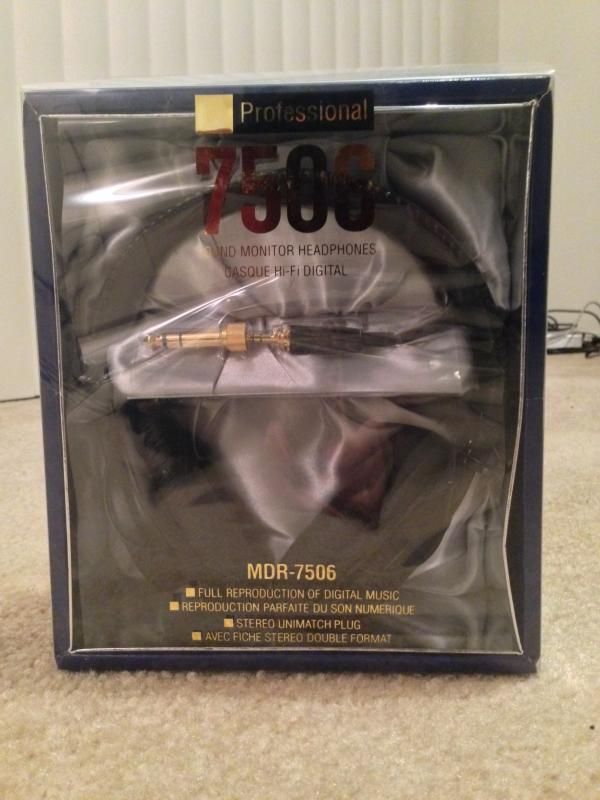 Professional
7506
MONITOR HEADPHONES
CASQUE Hi-Fi DIGITAL
MDR-7506
FULL REPRODUCTION OF DIGITAL MUSIC
REPRODUCTION PARFAITE DU SON NUMERIQUE
STEREO UNIMATCH PLUG
AVEC FICHE STEREO DOUBLE FORMAT